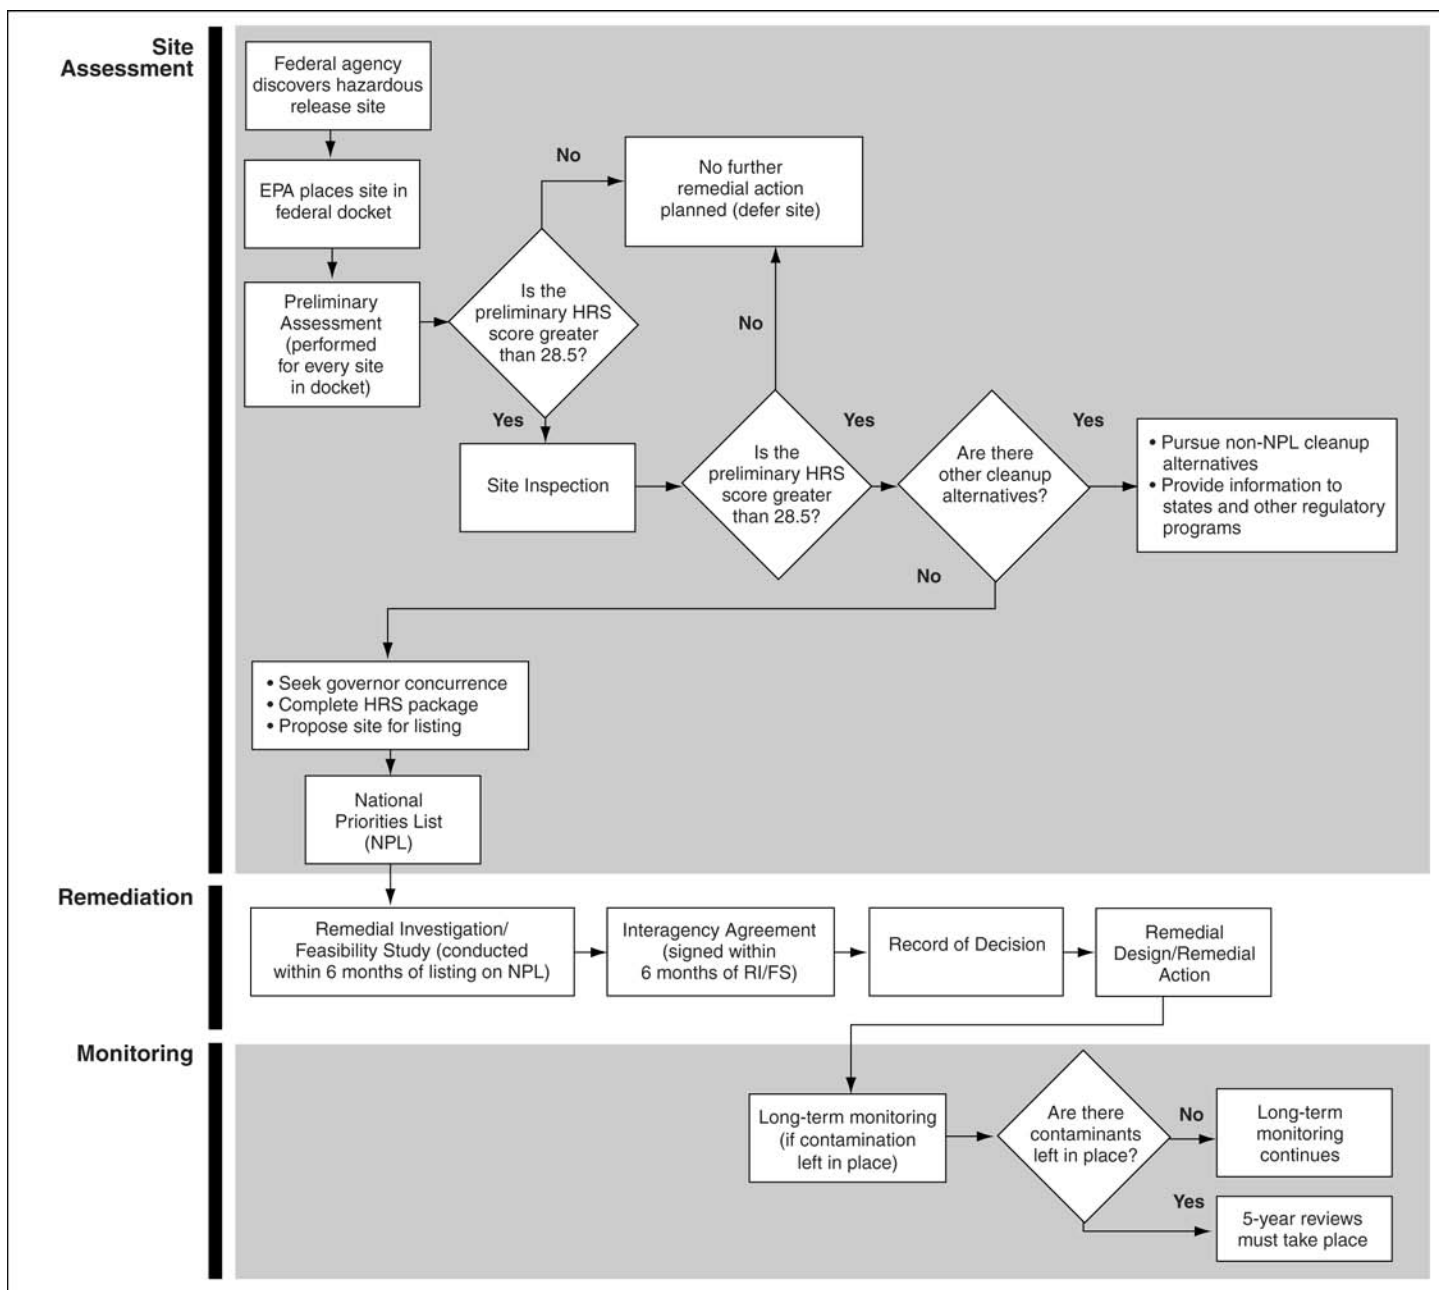 Site
Assessment
Federal agency
discovers hazardous
release site
EPA places site in
federal docket
Preliminary
Assessment
(performed
for every site
in docket)
Is the
preliminary HRS
score greater
than 28.5?
No
No further
remedial action
planned (defer site)
Yes
Site Inspection
No
Is the
preliminary HRS
score greater
than 28.5?
Yes
Are there
other cleanup
alternatives?
Yes
• Pursue non-NPL cleanup
alternatives
• Provide information to
states and other regulatory
programs
No
• Seek governor concurrence
• Complete HRS package
• Propose site for listing
National
Priorities List
(NPL)
Remediation
Remedial Investigation/
Feasibility Study (conducted
within 6 months of listing on NPL)
Interagency Agreement
(signed within
6 months of RI/FS)
Record of Decision
Remedial
Design/Remedial
Action
Monitoring
Long-term monitoring
(if contamination
left in place)
Are there
contaminants
left in place?
No
Long-term
monitoring
continues
Yes
5-year reviews
must take place